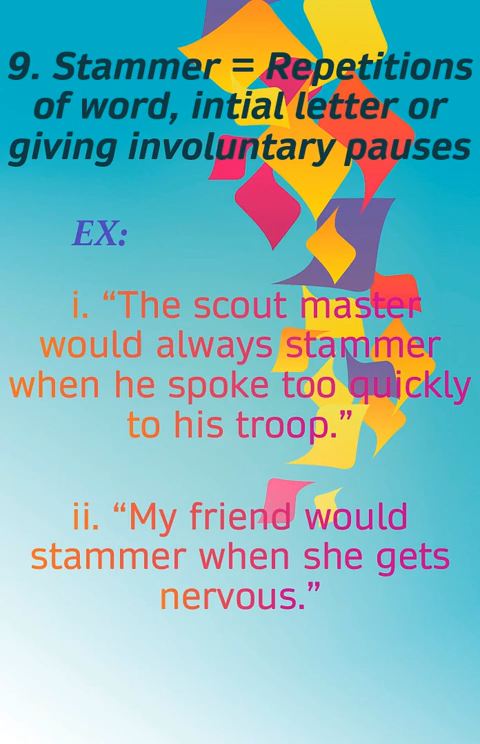 9. Stammer = Repetitions
of word, intial letter or
giving involuntary pauses
EX:
i. “The scout master
would always stammer
when he spoke too quickly
to his troop.”
ii. “My friend would
stammer when she gets
nervous.”